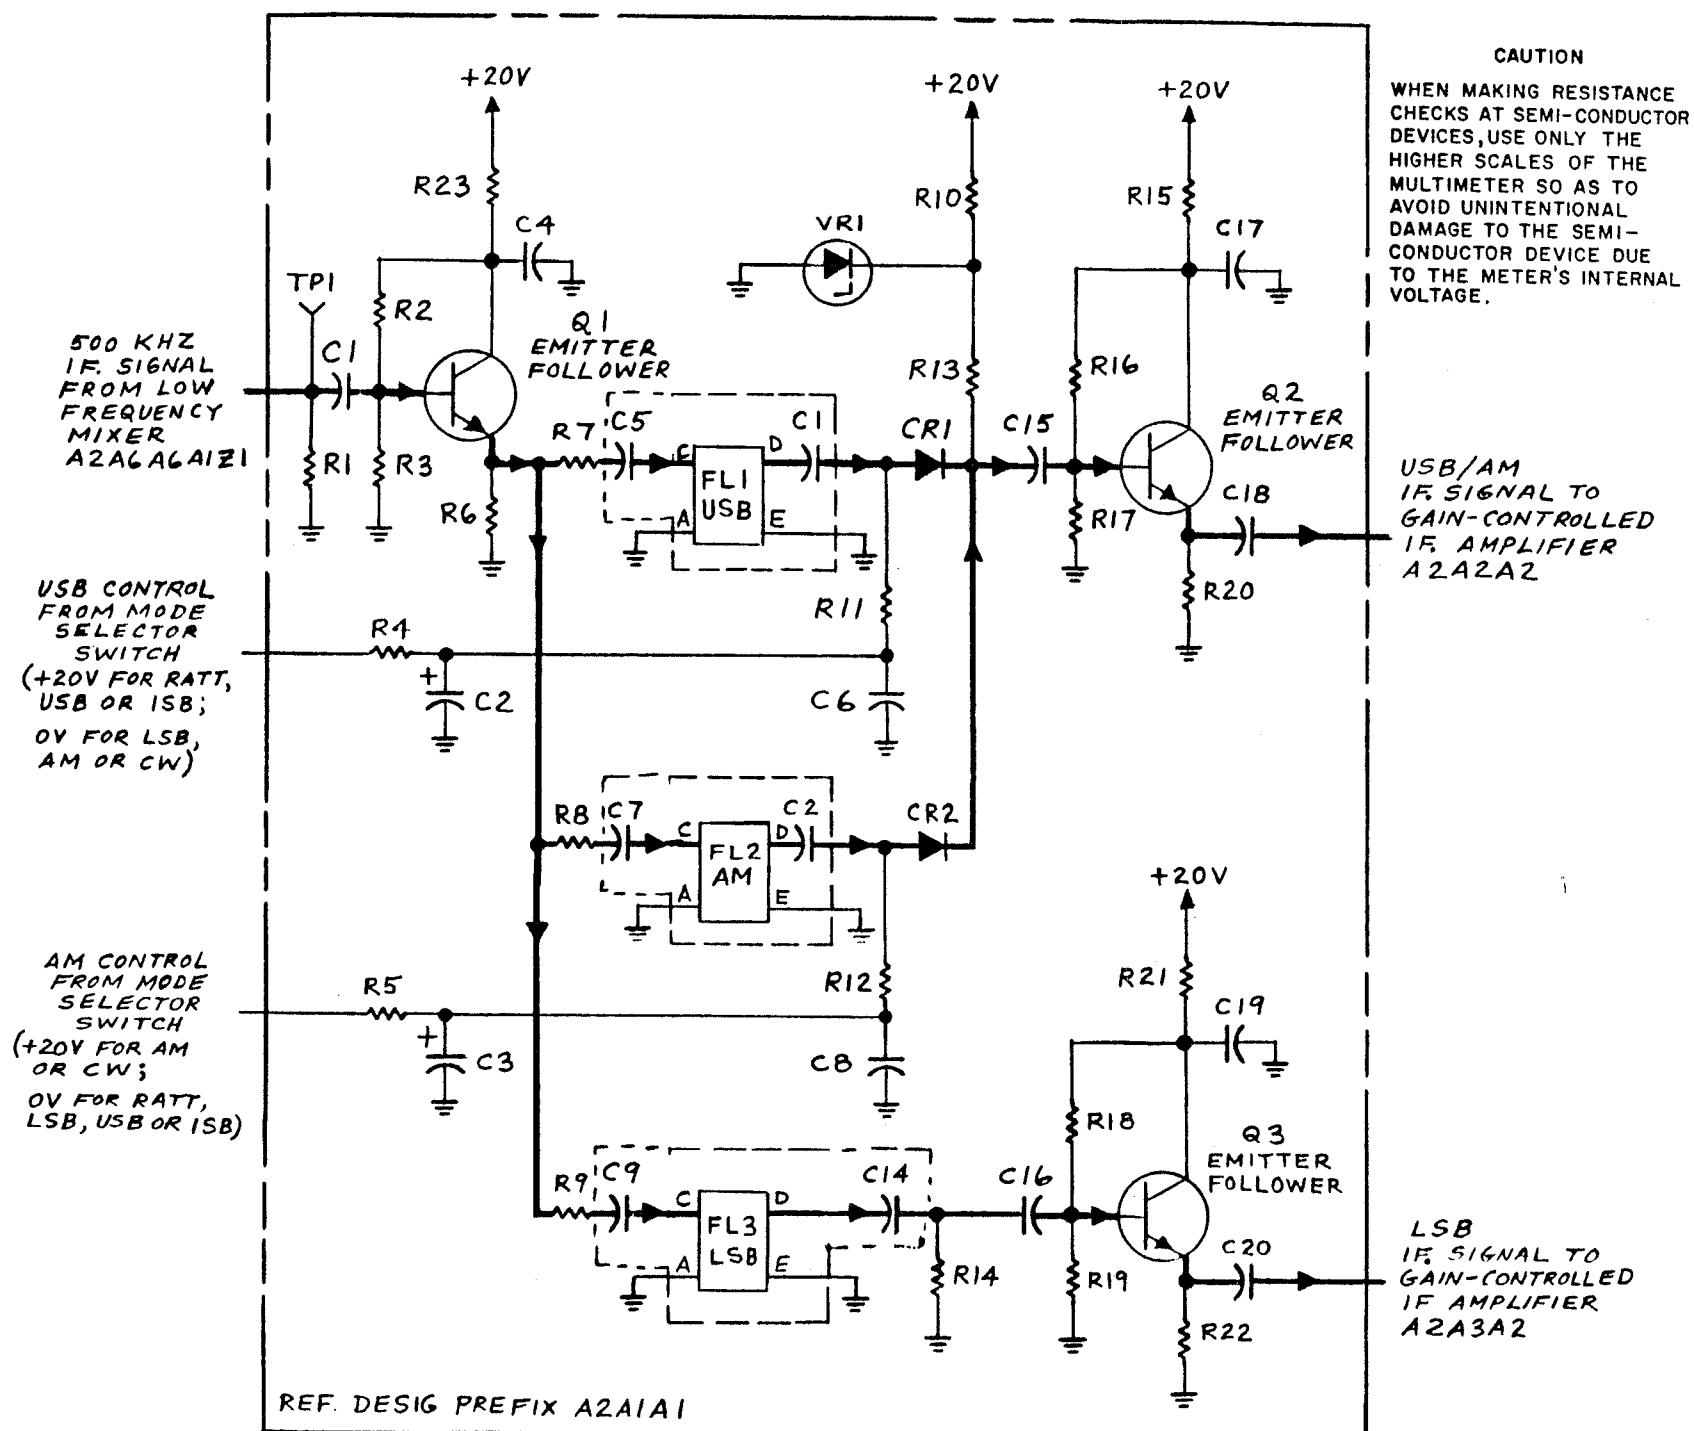 CAUTION
WHEN MAKING RESISTANCE
CHECKS AT SEMI-CONDUCTOR
DEVICES, USE ONLY THE
HIGHER SCALES OF THE
MULTIMETER SO AS TO
AVOID UNINTENTIONAL
DAMAGE TO THE SEMI-
CONDUCTOR DEVICE DUE
TO THE METER'S INTERNAL
VOLTAGE.
+20V
+20V
+20V
R23
C4
R10
VR1
R15
C17
TP1
R2
Q1
EMITTER
FOLLOWER
500 KHZ
I.F. SIGNAL
FROM LOW
FREQUENCY
MIXER
A2A6A6A1Z1
C1
R1
R3
R6
R7
C5
C
FL1
USB
D
C1
A
E
CR1
R13
C15
R16
R17
Q2
EMITTER
FOLLOWER
C18
R20
USB/AM
I.F. SIGNAL TO
GAIN-CONTROLLED
I.F. AMPLIFIER
A2A2A2
USB CONTROL
FROM MODE
SELECTOR
SWITCH
(+20V FOR RATT,
USB OR ISB;
0V FOR LSB,
AM OR CW)
R4
+
C2
R11
C6
R8
C7
C
FL2
AM
D
C2
A
E
CR2
AM CONTROL
FROM MODE
SELECTOR
SWITCH
(+20V FOR AM
OR CW;
0V FOR RATT,
LSB, USB OR ISB)
R5
+
C3
R12
C8
+20V
R21
C19
R18
Q3
EMITTER
FOLLOWER
R9
C9
C
FL3
LSB
D
C14
A
E
R14
C16
R19
C20
R22
LSB
I.F. SIGNAL TO
GAIN-CONTROLLED
IF AMPLIFIER
A2A3A2
REF. DESIG PREFIX A2A1A1